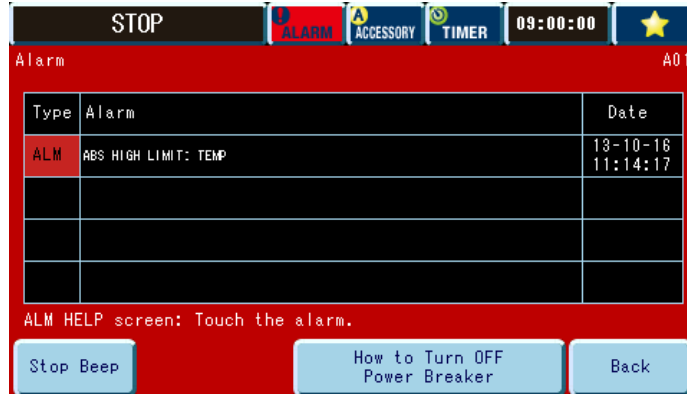 STOP
ALARM
A
ACCESSORY
TIMER
09:00:00
Alarm
A01
Type Alarm Date
ALM ABS HIGH LIMIT: TEMP 13-10-16
11:14:17
ALM HELP screen: Touch the alarm.
Stop Beep
How to Turn OFF
Power Breaker
Back